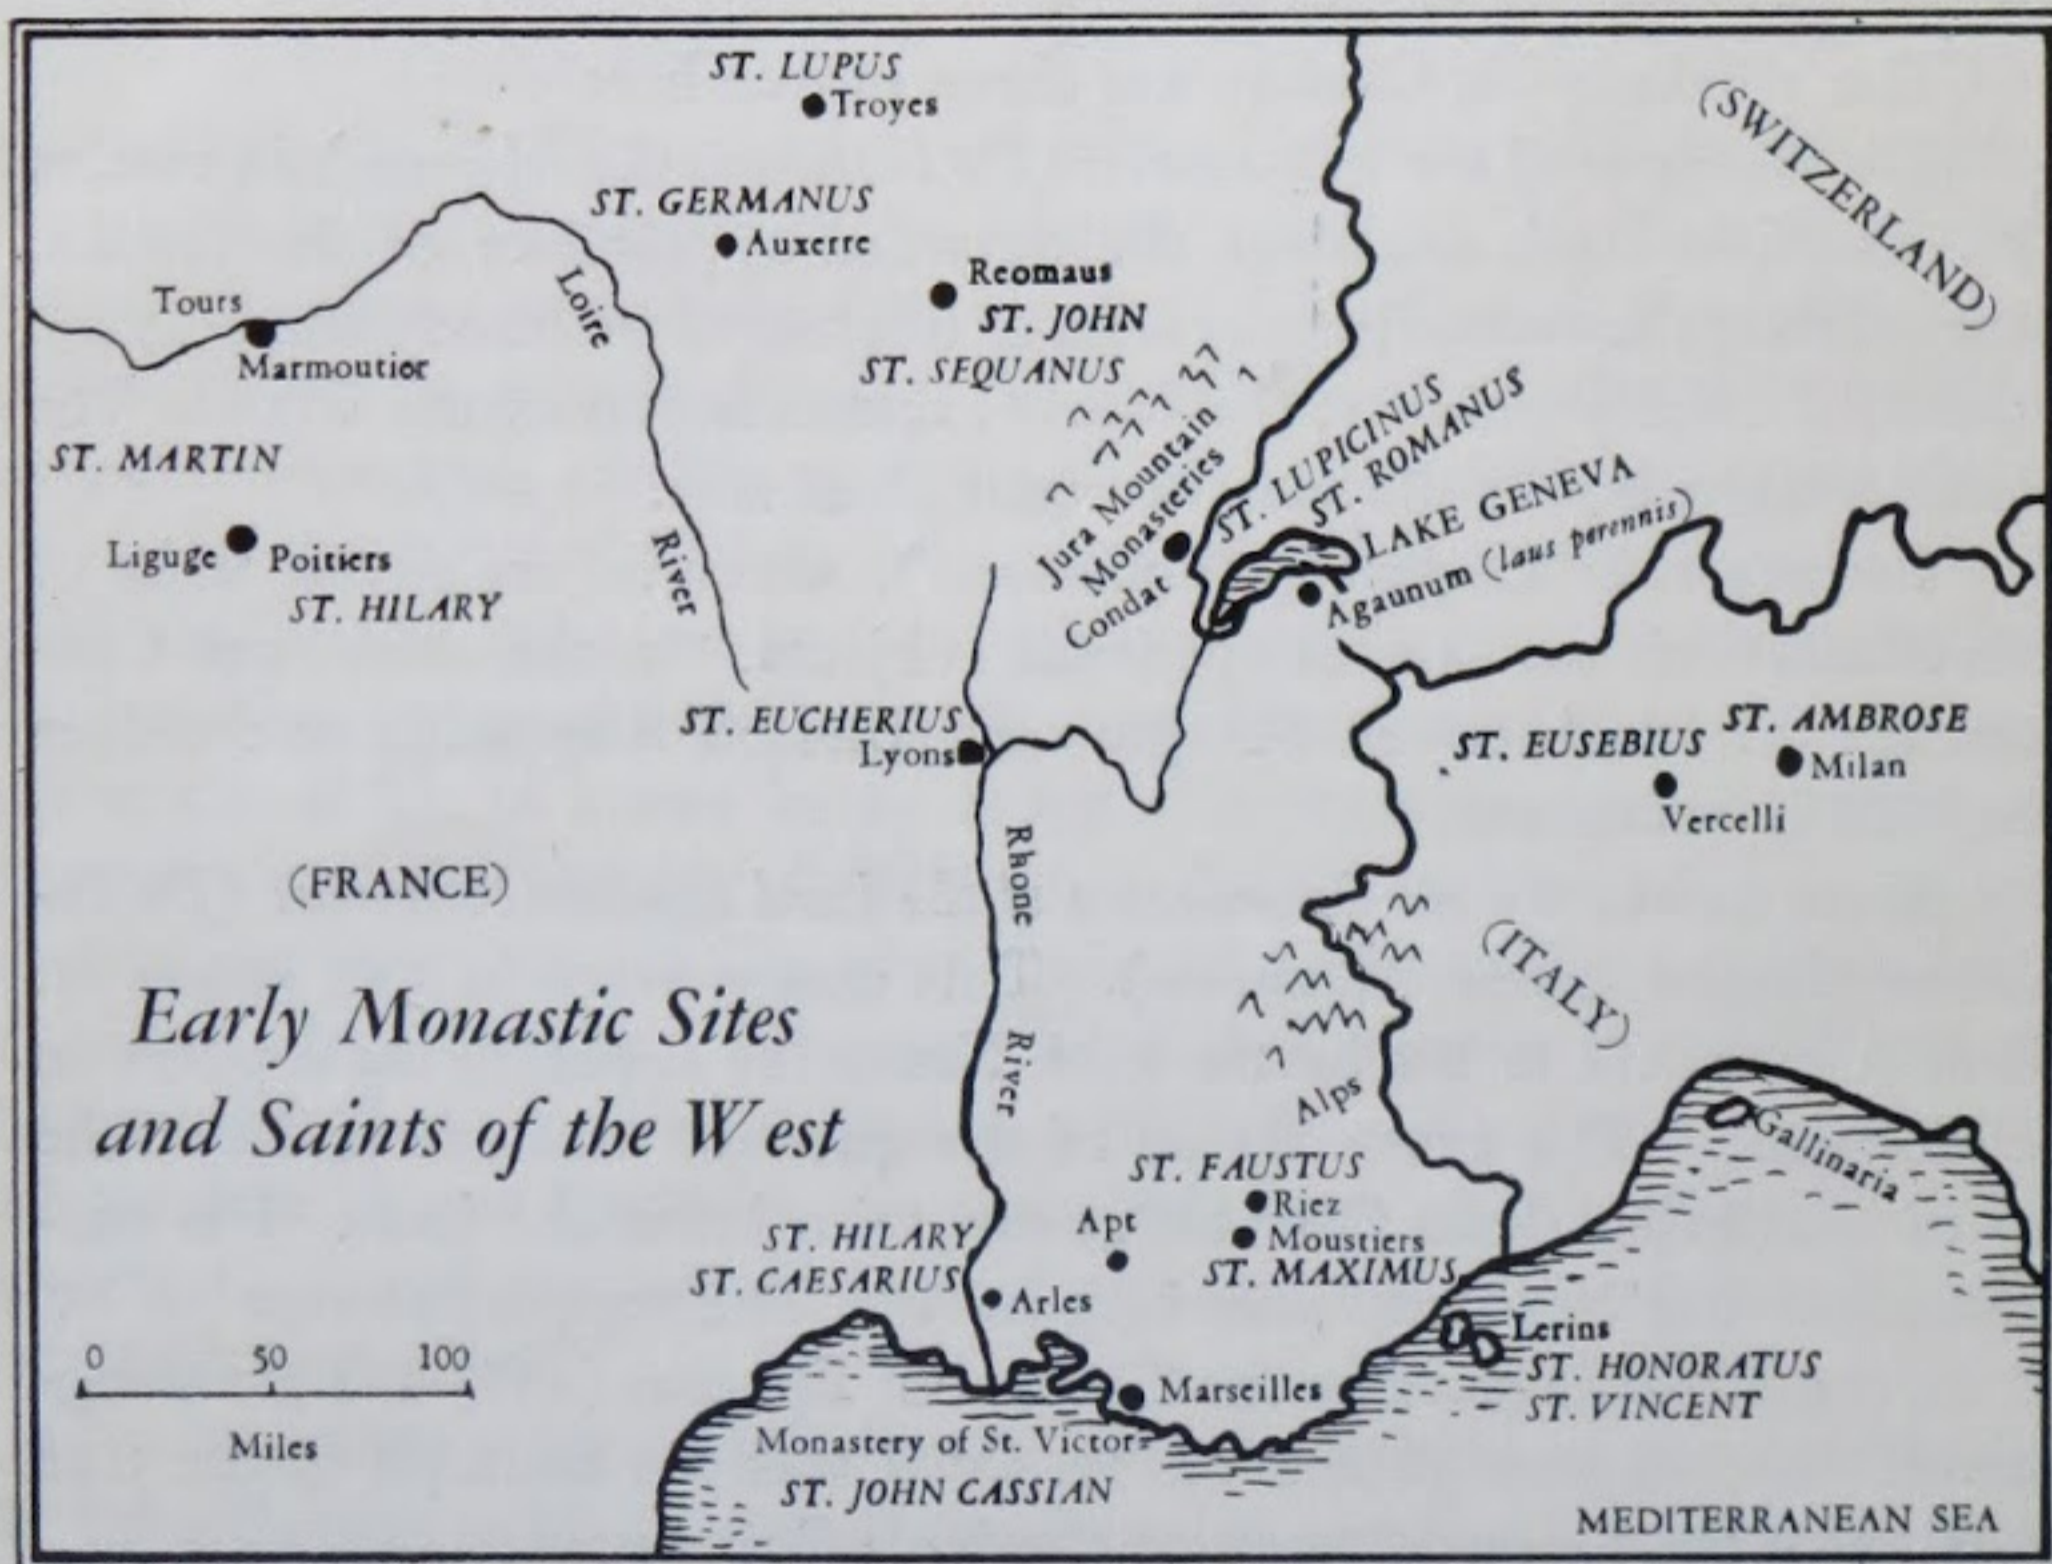 ST. LUPUS
Troyes
(SWITZERLAND)
ST. GERMANUS
Auxerre
Reomaus
ST. JOHN
ST. SEQUANUS
Tours
Marmoutier
Loire
River
ST. MARTIN
Liguge
Poitiers
ST. HILARY
Jura Mountain
Monasteries
Condat
ST. LUPICINUS
ST. ROMANUS
LAKE GENEVA
Agaunum (laus perennis)
ST. EUCHERIUS
Lyons
ST. EUSEBIUS
Vercelli
ST. AMBROSE
Milan
(FRANCE)
Rhone
River
(ITALY)
Early Monastic Sites
and Saints of the West
Alps
Gallinaria
ST. FAUSTUS
Riez
Moustiers
ST. MAXIMUS
Apt
ST. HILARY
ST. CAESARIUS
Arles
Lerins
ST. HONORATUS
ST. VINCENT
0 50 100
Miles
Marseilles
Monastery of St. Victor
ST. JOHN CASSIAN
MEDITERRANEAN SEA